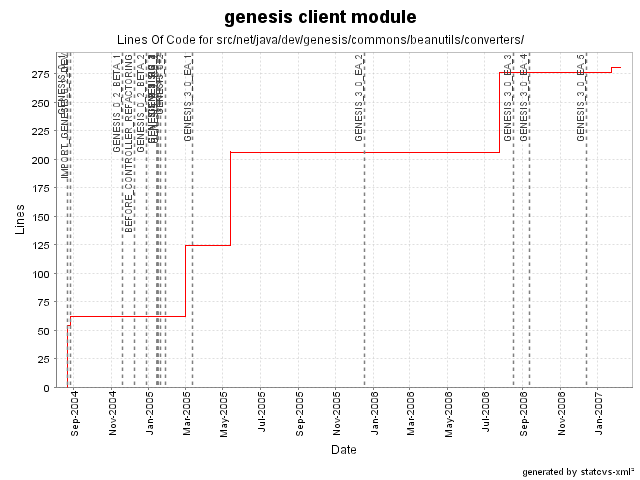 genesis client module
Lines Of Code for src/net/java/dev/genesis/commons/beanutils/converters/
Lines
275
250
225
200
175
150
125
100
75
50
25
0
GENESIS_0_2_BETA_1
BEFORE_CONTROLLER_REFACTORING
GENESIS_3_0_EA_1
GENESIS_3_0_EA_2
GENESIS_3_0_EA_3
GENESIS_3_0_EA_4
GENESIS_3_0_EA_5
Sep-2004
Nov-2004
Jan-2005
Mar-2005
May-2005
Jul-2005
Sep-2005
Nov-2005
Jan-2006
Mar-2006
May-2006
Jul-2006
Sep-2006
Nov-2006
Jan-2007
Date
generated by statcvs-xml²